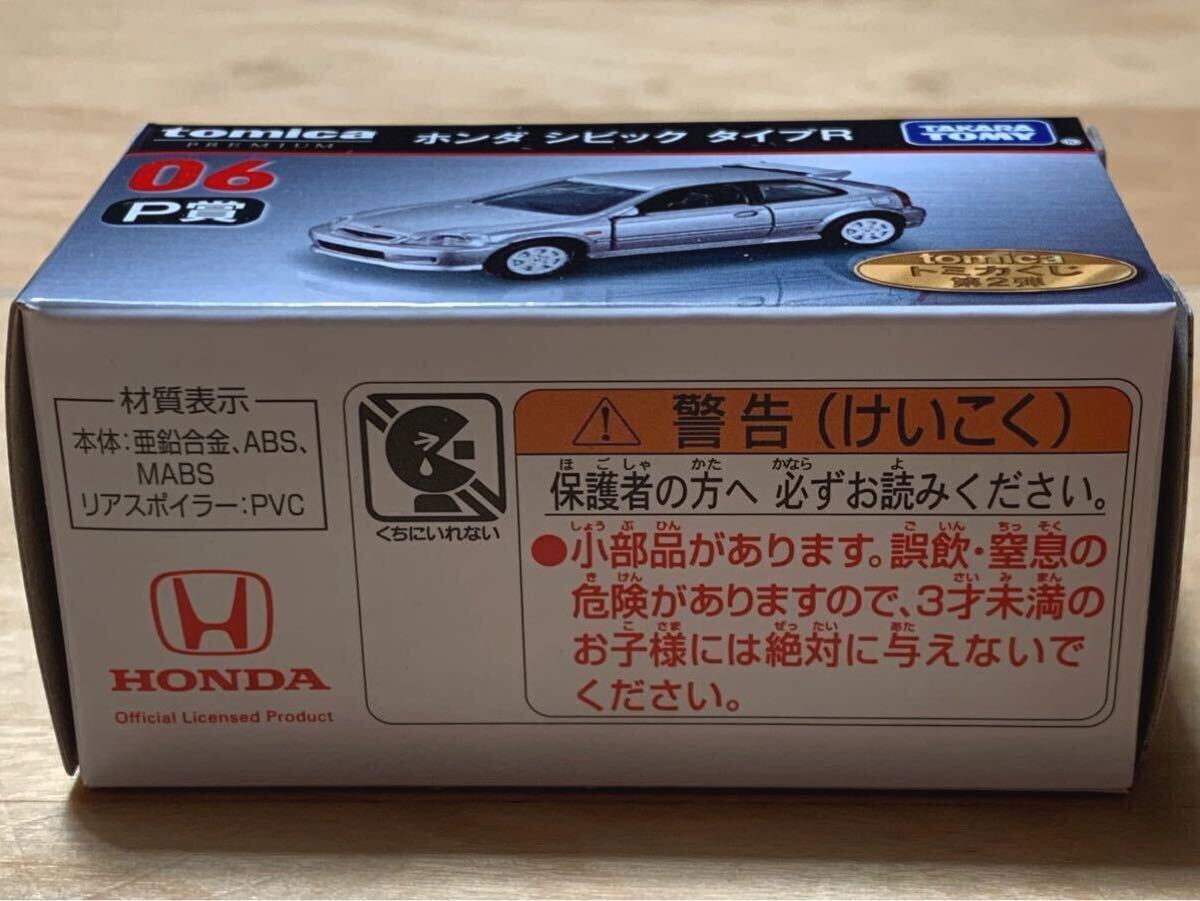 tomica
PREMIUM
ホンダ シビック タイプR
TAKARA
TOMY
06
P賞
tomica
トミカくじ
第2弾
材質表示
本体:亜鉛合金、ABS、
MABS
リアスポイラー:PVC
HONDA
Official Licensed Product
くちにいれない
警告(けいこく)
ほごしゃ かた かなら よ
保護者の方へ 必ずお読みください。
しょうぶひん ごいん ちっそく
●小部品があります。誤飲・窒息の
きけん さいみまん
危険がありますので、3才未満の
こさま ぜったい あた
お子様には絶対に与えないで
ください。